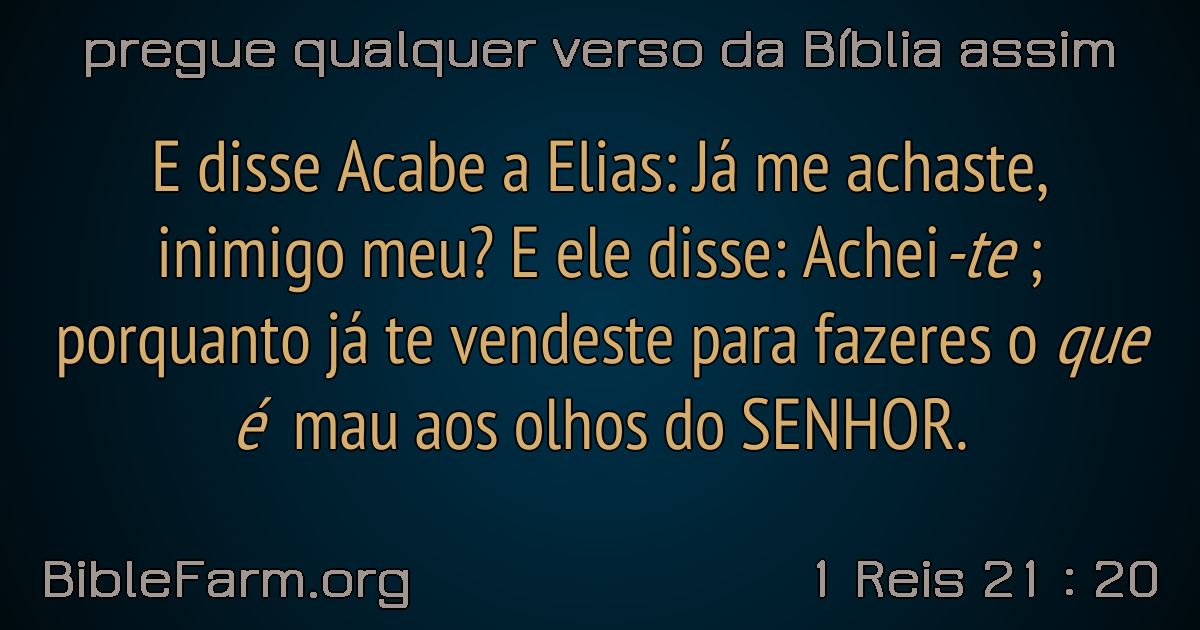 pregue qualquer verso da Bíblia assim
E disse Acabe a Elias: Já me achaste,
inimigo meu? E ele disse: Achei-te ;
porquanto já te vendeste para fazeres o que
é mau aos olhos do SENHOR.
BibleFarm.org
1 Reis 21 : 20